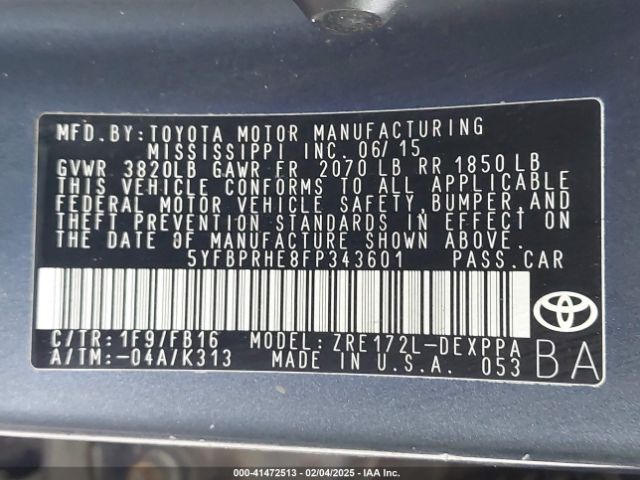 MFD. BY: TOYOTA MOTOR MANUFACTURING
MISSISSIPPI INC. 06/15
GVWR 3820LB GAWR FR 2070 LB RR 1850 LB
THIS VEHICLE CONFORMS TO ALL APPLICABLE
FEDERAL MOTOR VEHICLE SAFETY, BUMPER, AND
THEFT PREVENTION STANDARDS IN EFFECT ON
THE DATE OF MANUFACTURE SHOWN ABOVE.
5YFBPRHE8FP343601 PASS. CAR
C/TR: 1F9/FB16 MODEL: ZRE172L-DEXPPA
A/TM:-04A/K313 MADE IN U.S.A. 053
BA
000-41472513 - 02/04/2025 - IAAI.CA